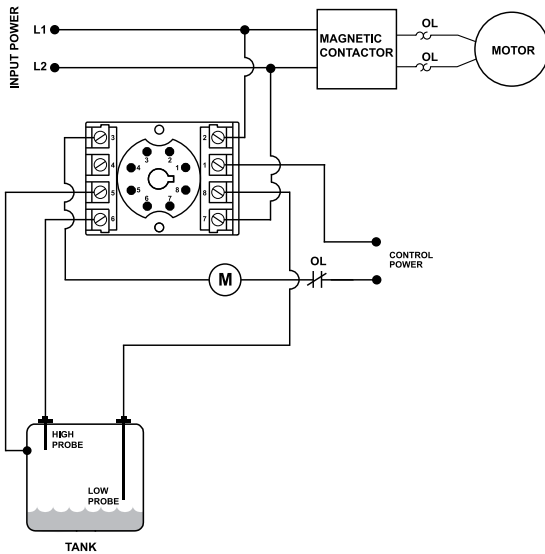 INPUT POWER
L1
L2
MAGNETIC
CONTACTOR
OL
OL
MOTOR
3
4
5
6
2
1
8
7
3
2
4
1
5
8
6
7
M
OL
CONTROL
POWER
HIGH
PROBE
LOW
PROBE
TANK